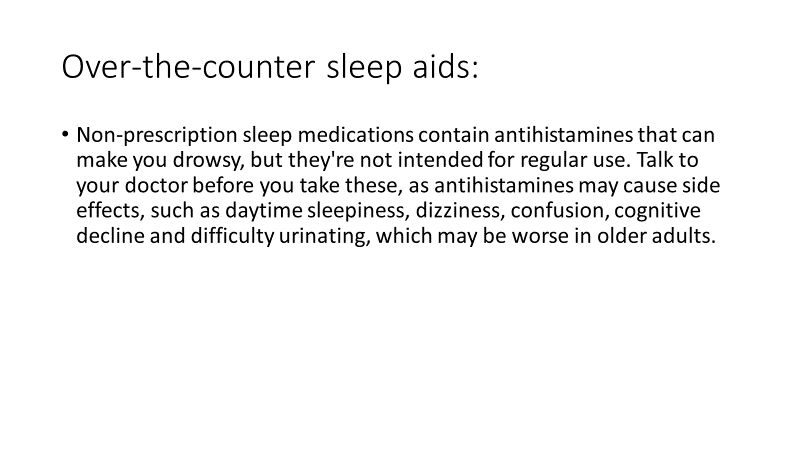 Over-the-counter sleep aids:
• Non-prescription sleep medications contain antihistamines that can
make you drowsy, but they're not intended for regular use. Talk to
your doctor before you take these, as antihistamines may cause side
effects, such as daytime sleepiness, dizziness, confusion, cognitive
decline and difficulty urinating, which may be worse in older adults.